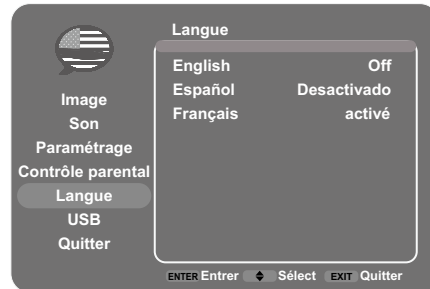 Langue
English Off
Español Desactivado
Français activé
Image
Son
Paramétrage
Contrôle parental
Langue
USB
Quitter
ENTER Entrer Sélect EXIT Quitter